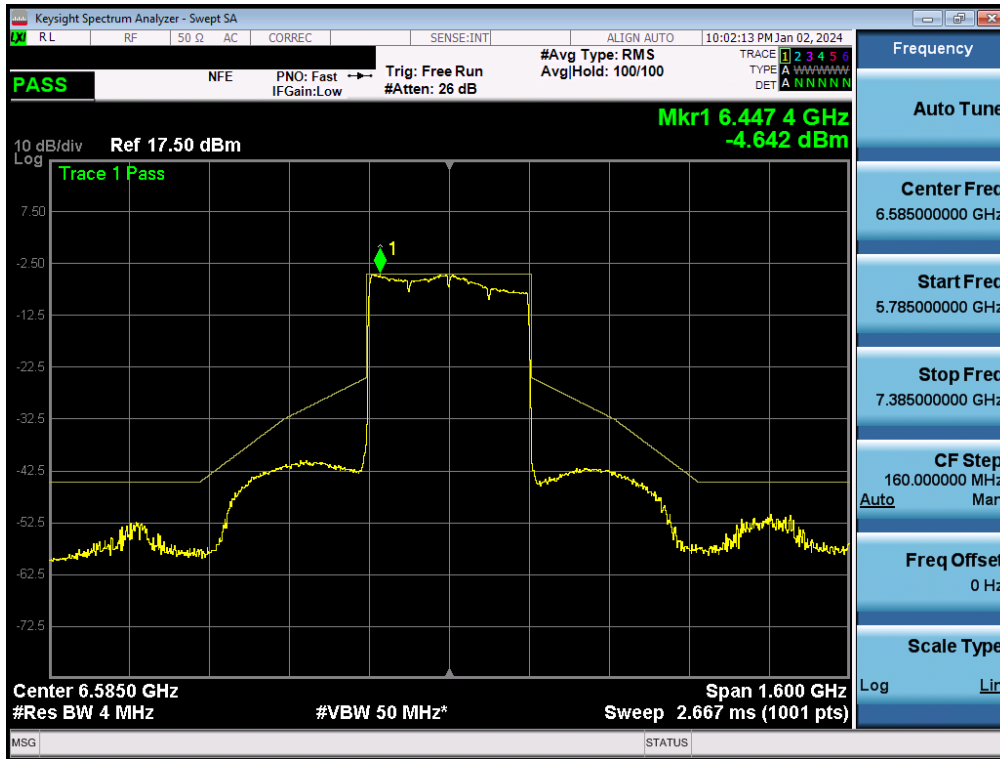 Keysight Spectrum Analyzer - Swept SA
LXI RL RF 50 Ω AC CORREC SENSE:INT ALIGN AUTO 10:02:13 PM Jan 02, 2024
PASS
NFE PNO: Fast Trig: Free Run #Avg Type: RMS TRACE 1 2 3 4 5 6
IFGain:Low #Atten: 26 dB Avg|Hold: 100/100 TYPE A WWWWW
DET A N N N N N
Mkr1 6.447 4 GHz
-4.642 dBm
10 dB/div Ref 17.50 dBm
Log
Trace 1 Pass
1
7.50
-2.50
-12.5
-22.5
-32.5
-42.5
-52.5
-62.5
-72.5
Center 6.5850 GHz Span 1.600 GHz
#Res BW 4 MHz #VBW 50 MHz* Sweep 2.667 ms (1001 pts)
MSG STATUS
Frequency
Auto Tune
Center Freq
6.585000000 GHz
Start Freq
5.785000000 GHz
Stop Freq
7.385000000 GHz
CF Step
160.000000 MHz
Auto Man
Freq Offset
0 Hz
Scale Type
Log Lin